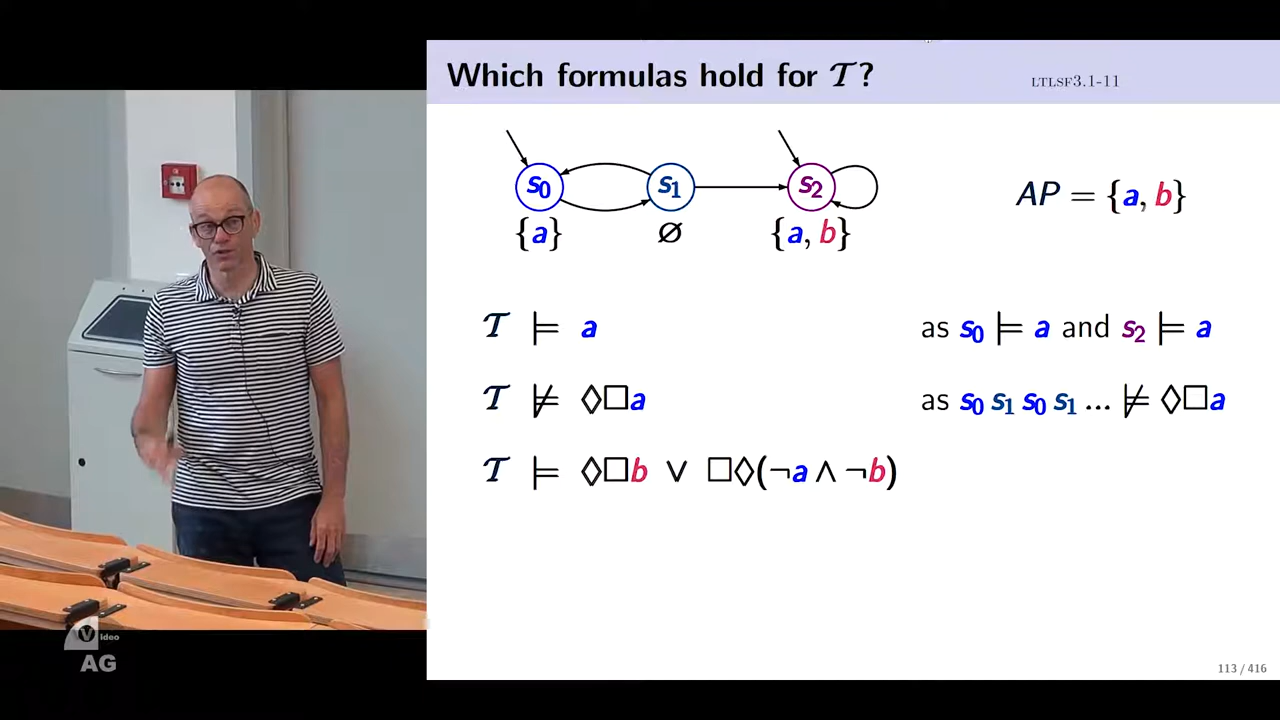 Which formulas hold for 𝒯?
LTLSF3.1-11
s₀ s₁ s₂
{a} ∅ {a, b}
AP = {a, b}
𝒯 ⊨ a as s₀ ⊨ a and s₂ ⊨ a
𝒯 ⊭ ◊□a as s₀ s₁ s₀ s₁ ... ⊭ ◊□a
𝒯 ⊨ ◊□b ∨ □◊(¬a ∧ ¬b)
Video
AG
113 / 416